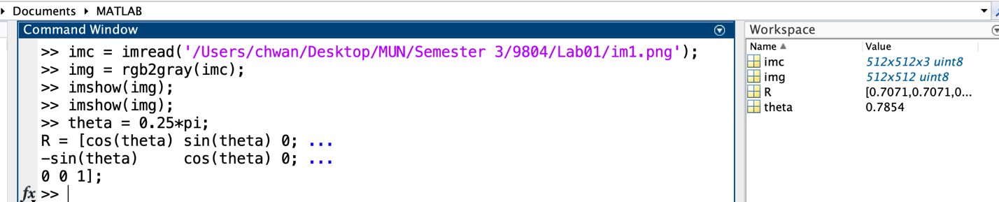 Documents MATLAB
Command Window
>> imc = imread('/Users/chwan/Desktop/MUN/Semester 3/9804/Lab01/im1.png');
>> img = rgb2gray(imc);
>> imshow(img);
>> imshow(img);
>> theta = 0.25*pi;
R = [cos(theta) sin(theta) 0; ...
-sin(theta)     cos(theta) 0; ...
0 0 1];
fx >>
Workspace
Name Value
imc 512x512x3 uint8
img 512x512 uint8
R [0.7071,0.7071,0...
theta 0.7854